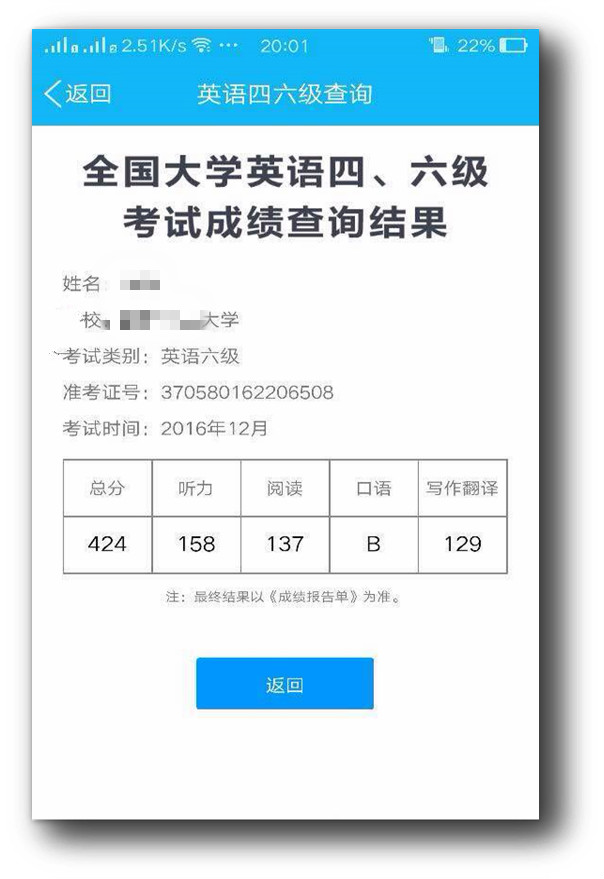 2.51K/s ··· 20:01 22%
返回 英语四六级查询
全国大学英语四、六级
考试成绩查询结果
姓名
校 大学
考试类别：英语六级
准考证号：370580162206508
考试时间：2016年12月
总分 听力 阅读 口语 写作翻译
424 158 137 B 129
注：最终结果以《成绩报告单》为准。
返回